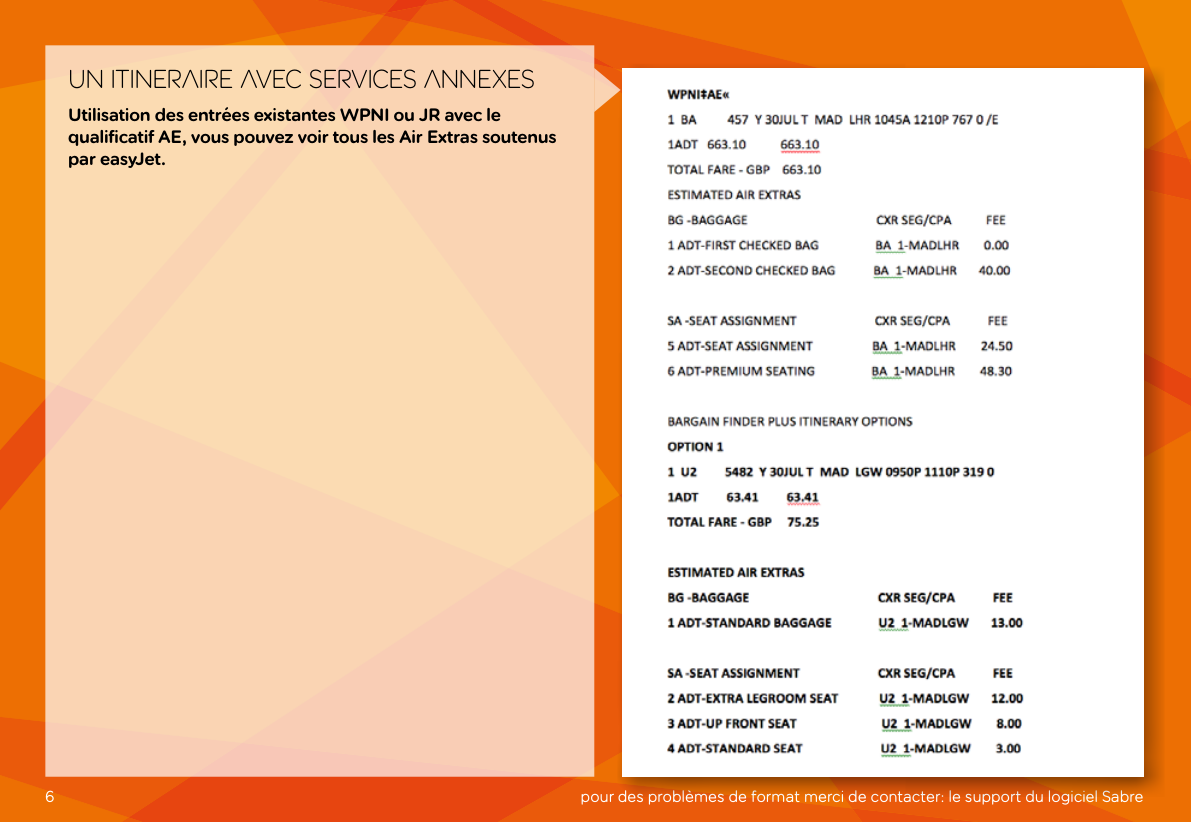 UN ITINERAIRE AVEC SERVICES ANNEXES
Utilisation des entrées existantes WPNI ou JR avec le
qualificatif AE, vous pouvez voir tous les Air Extras soutenus
par easyJet.
WPNI‡AE«
1 BA 457 Y 30JUL T MAD LHR 1045A 1210P 767 0 /E
1ADT 663.10 663.10
TOTAL FARE - GBP 663.10
ESTIMATED AIR EXTRAS
BG -BAGGAGE CXR SEG/CPA FEE
1 ADT-FIRST CHECKED BAG BA 1-MADLHR 0.00
2 ADT-SECOND CHECKED BAG BA 1-MADLHR 40.00
SA -SEAT ASSIGNMENT CXR SEG/CPA FEE
5 ADT-SEAT ASSIGNMENT BA 1-MADLHR 24.50
6 ADT-PREMIUM SEATING BA 1-MADLHR 48.30
BARGAIN FINDER PLUS ITINERARY OPTIONS
OPTION 1
1 U2 5482 Y 30JUL T MAD LGW 0950P 1110P 319 0
1ADT 63.41 63.41
TOTAL FARE - GBP 75.25
ESTIMATED AIR EXTRAS
BG -BAGGAGE CXR SEG/CPA FEE
1 ADT-STANDARD BAGGAGE U2 1-MADLGW 13.00
SA -SEAT ASSIGNMENT CXR SEG/CPA FEE
2 ADT-EXTRA LEGROOM SEAT U2 1-MADLGW 12.00
3 ADT-UP FRONT SEAT U2 1-MADLGW 8.00
4 ADT-STANDARD SEAT U2 1-MADLGW 3.00
6 pour des problèmes de format merci de contacter: le support du logiciel Sabre